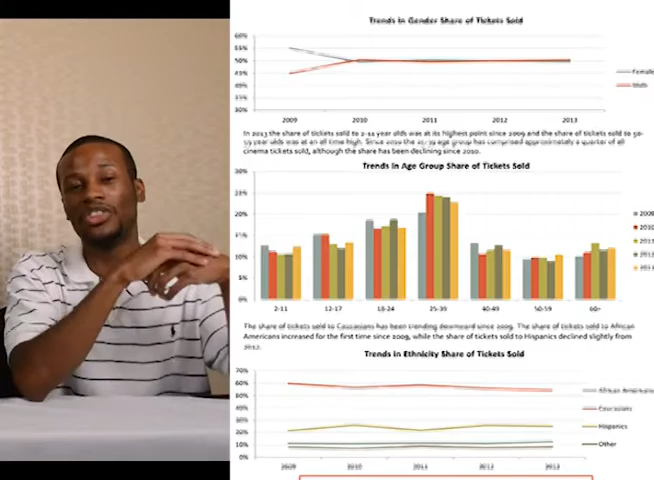 Trends in Gender Share of Tickets Sold
60%
55%
50%
45%
40%
35%
30%
2009 2010 2011 2012 2013
Female
Male
In 2013 the share of tickets sold to 2-11 year olds was at its highest point since 2009 and the share of tickets sold to 50-
59 year olds was at an all time high. Since 2010 the 25-39 age group has comprised approximately a quarter of all
cinema tickets sold, although the share has been declining since 2010.
Trends in Age Group Share of Tickets Sold
30%
25%
20%
15%
10%
5%
0%
2-11 12-17 18-24 25-39 40-49 50-59 60+
2009
2010
2011
2012
2013
The share of tickets sold to Caucasians has been trending downward since 2009. The share of tickets sold to African
Americans increased for the first time since 2009, while the share of tickets sold to Hispanics declined slightly from
2012.
Trends in Ethnicity Share of Tickets Sold
70%
60%
50%
40%
30%
20%
10%
0%
2009 2010 2011 2012 2013
African Americans
Caucasians
Hispanics
Other